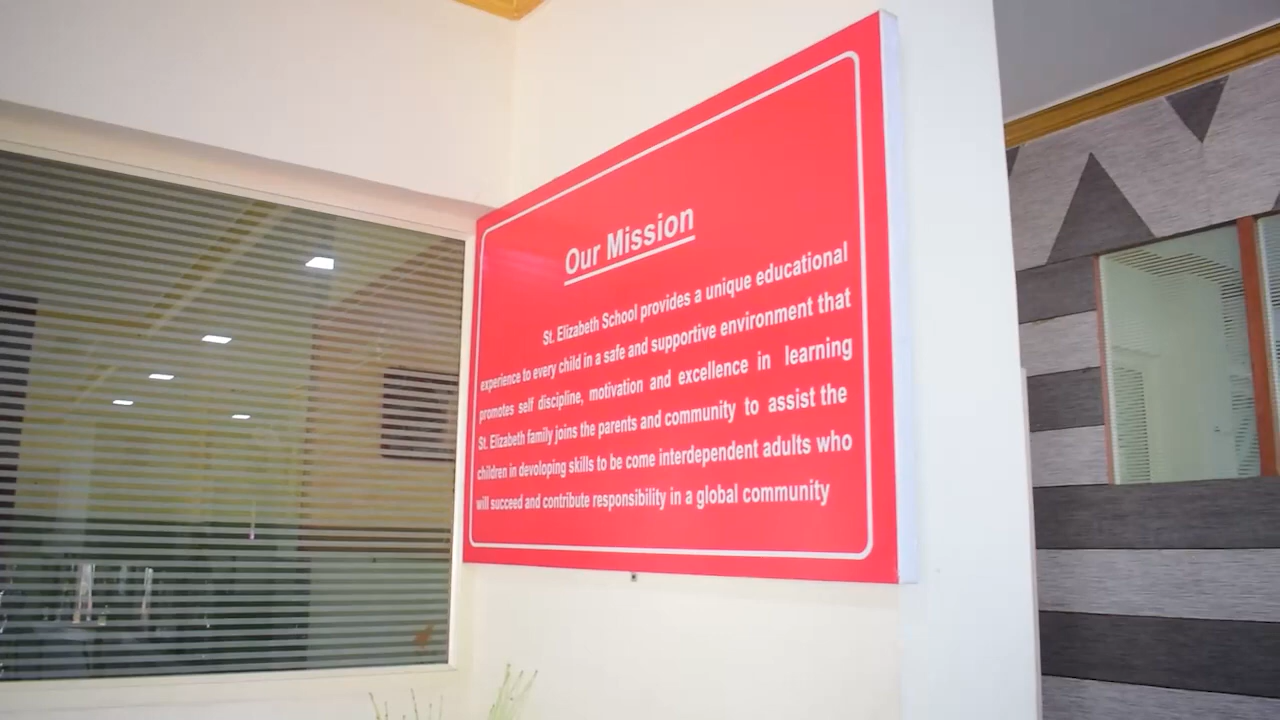 Our Mission
St. Elizabeth School provides a unique educational
experience to every child in a safe and supportive environment that
promotes self discipline, motivation and excellence in learning
St. Elizabeth family joins the parents and community to assist the
children in devoloping skills to be come interdependent adults who
will succeed and contribute responsibility in a global community